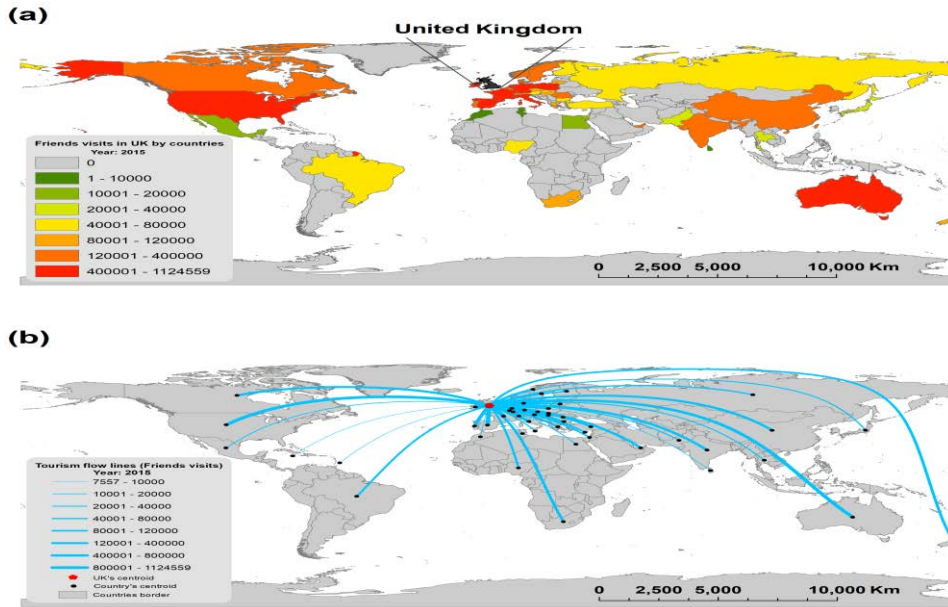 (a)
United Kingdom
Friends visits in UK by countries
Year: 2015
0
1 - 10000
10001 - 20000
20001 - 40000
40001 - 80000
80001 - 120000
120001 - 400000
400001 - 1124559
0 2,500 5,000 10,000 Km
(b)
Tourism flow lines (Friends visits)
Year: 2015
7557 - 10000
10001 - 20000
20001 - 40000
40001 - 80000
80001 - 120000
120001 - 400000
400001 - 800000
800001 - 1124559
UK's centroid
Country's centroid
Countries border
0 2,500 5,000 10,000 Km